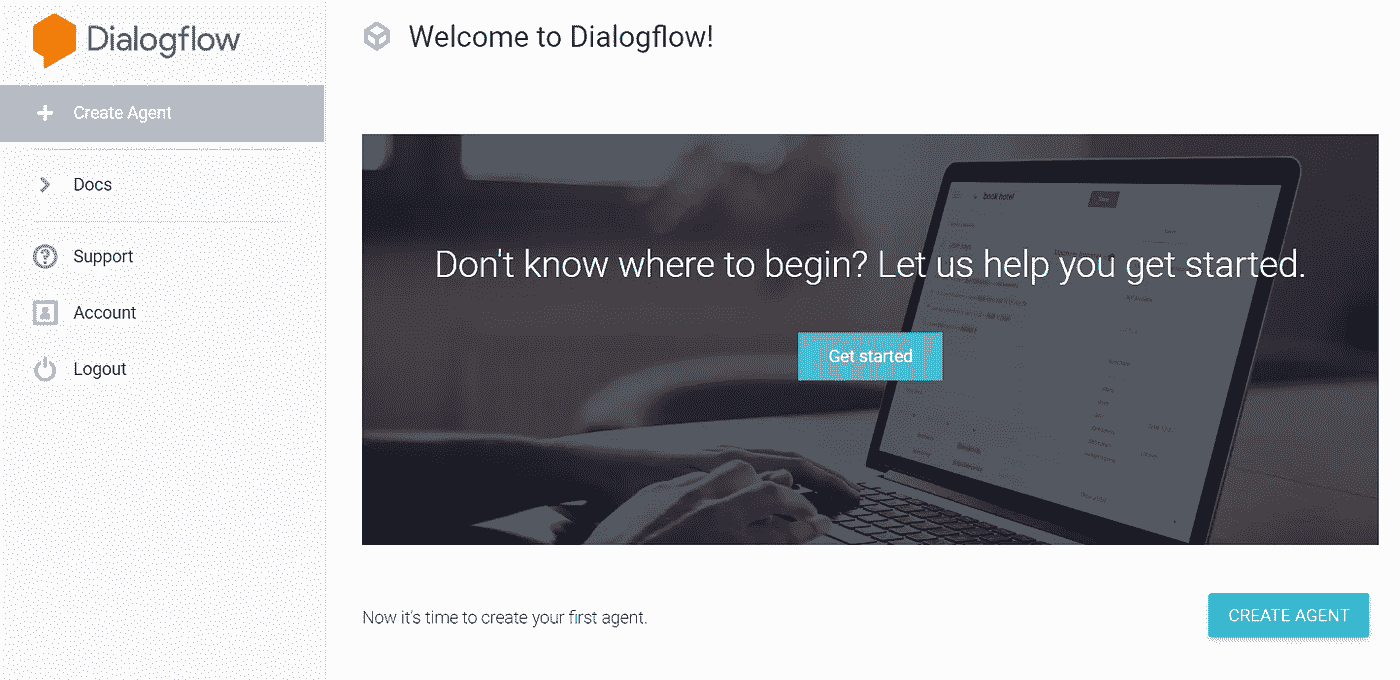 Dialogflow
Create Agent
Docs
Support
Account
Logout
Welcome to Dialogflow!
book hotel
Don't know where to begin? Let us help you get started.
Get started
Now it's time to create your first agent.
CREATE AGENT